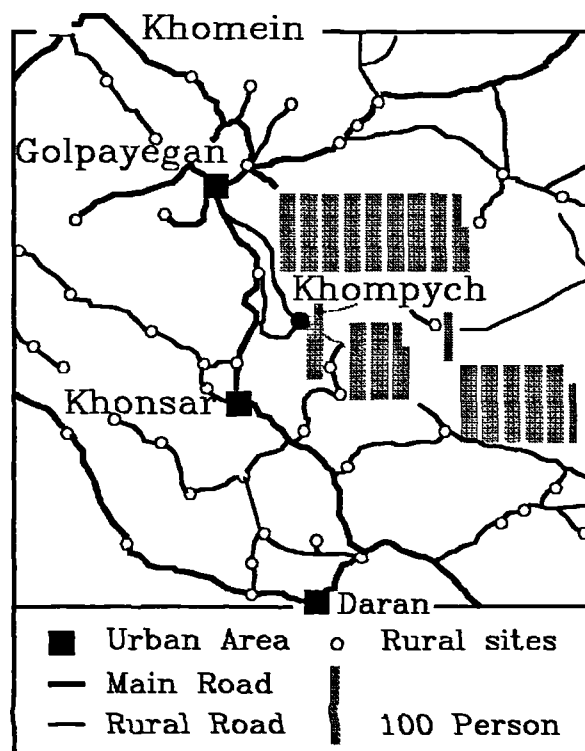 Khomein
Golpayegan
Khompych
Khonsar
Daran
Urban Area
Rural sites
Main Road
Rural Road
100 Person